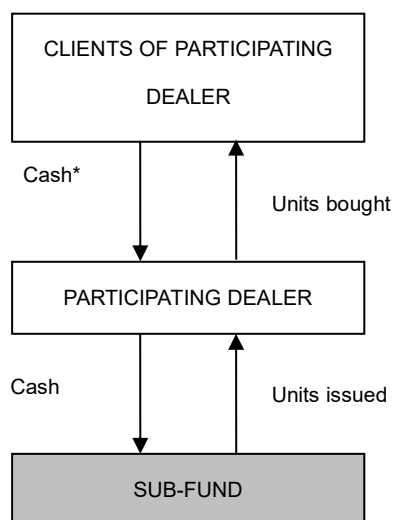 CLIENTS OF PARTICIPATING
DEALER
Cash*
Units bought
PARTICIPATING DEALER
Cash
Units issued
SUB-FUND